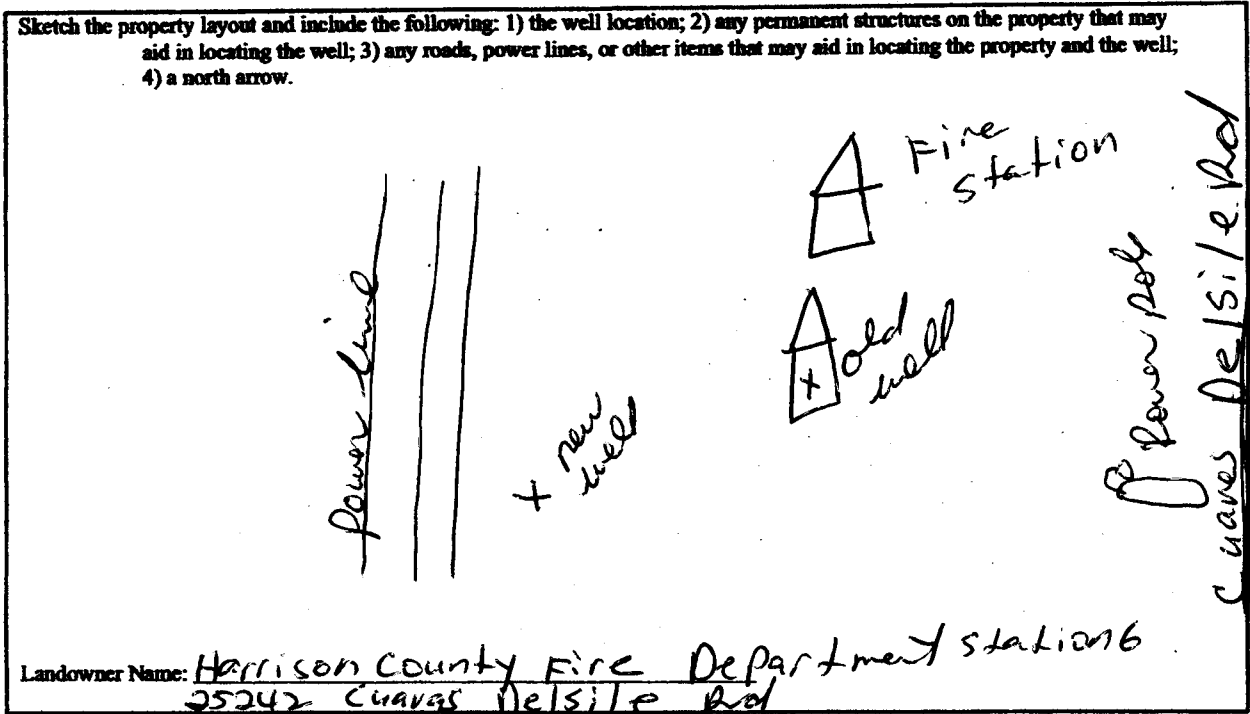 Sketch the property layout and include the following: 1) the well location; 2) any permanent structures on the property that may
aid in locating the well; 3) any roads, power lines, or other items that may aid in locating the property and the well;
4) a north arrow.
Fire
station
power line
old
well
new
well
Power pole
Cuaves Delsile Rd
Landowner Name: Harrison County Fire Department station 6
25242 Cuavas Delsile Rd